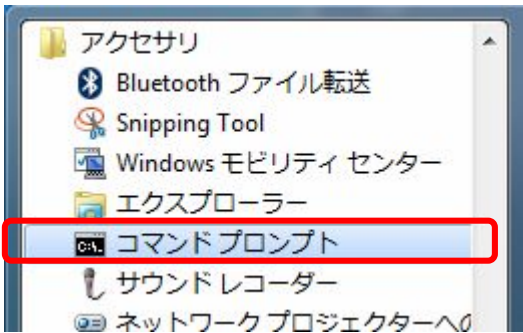 アクセサリ
Bluetooth ファイル転送
Snipping Tool
Windows モビリティ センター
エクスプローラー
コマンド プロンプト
サウンド レコーダー
ネットワーク プロジェクターへの